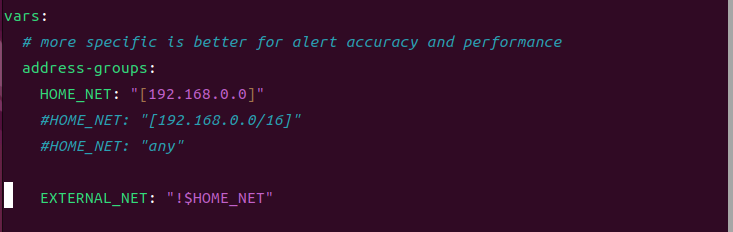 vars:
# more specific is better for alert accuracy and performance
address-groups:
HOME_NET: "[192.168.0.0]"
#HOME_NET: "[192.168.0.0/16]"
#HOME_NET: "any"
EXTERNAL_NET: "!$HOME_NET"